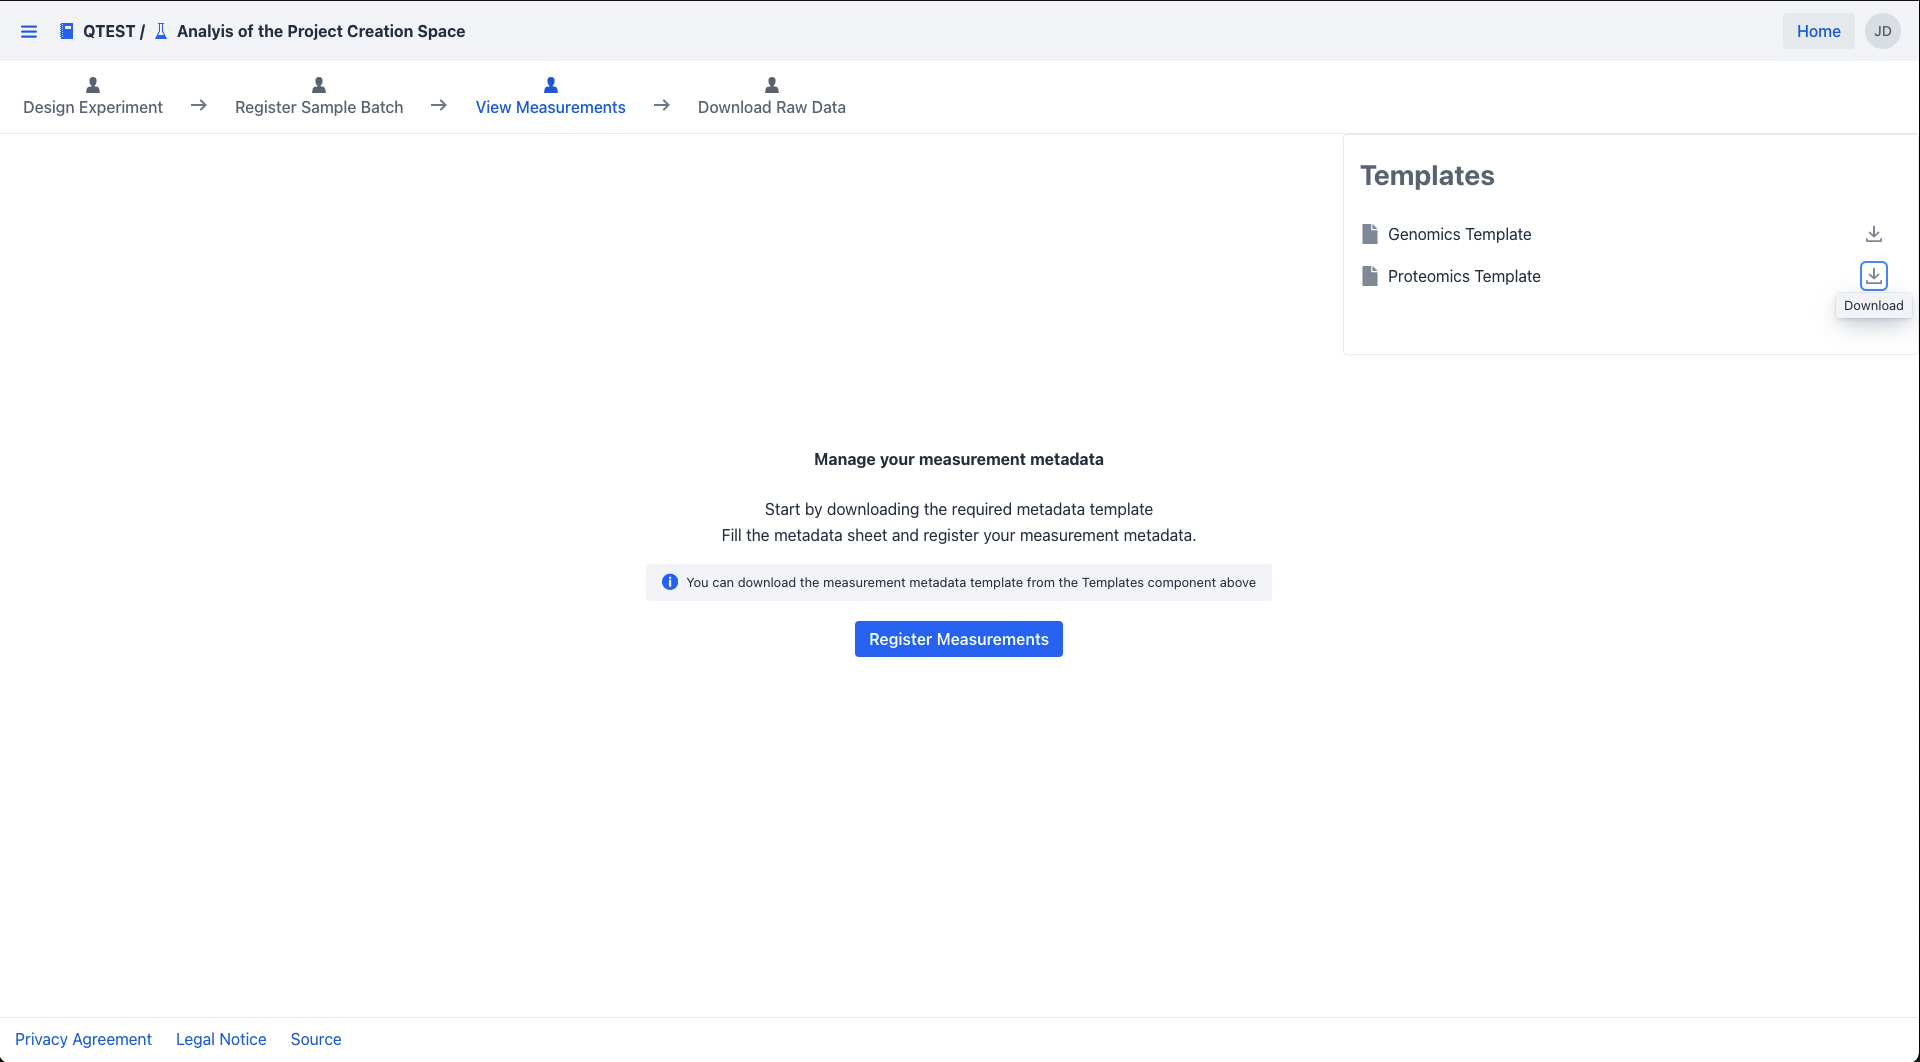 QTEST / Analyis of the Project Creation Space
Home
JD
Design Experiment
Register Sample Batch
View Measurements
Download Raw Data
Templates
Genomics Template
Proteomics Template
Download
Manage your measurement metadata
Start by downloading the required metadata template
Fill the metadata sheet and register your measurement metadata.
You can download the measurement metadata template from the Templates component above
Register Measurements
Privacy Agreement
Legal Notice
Source